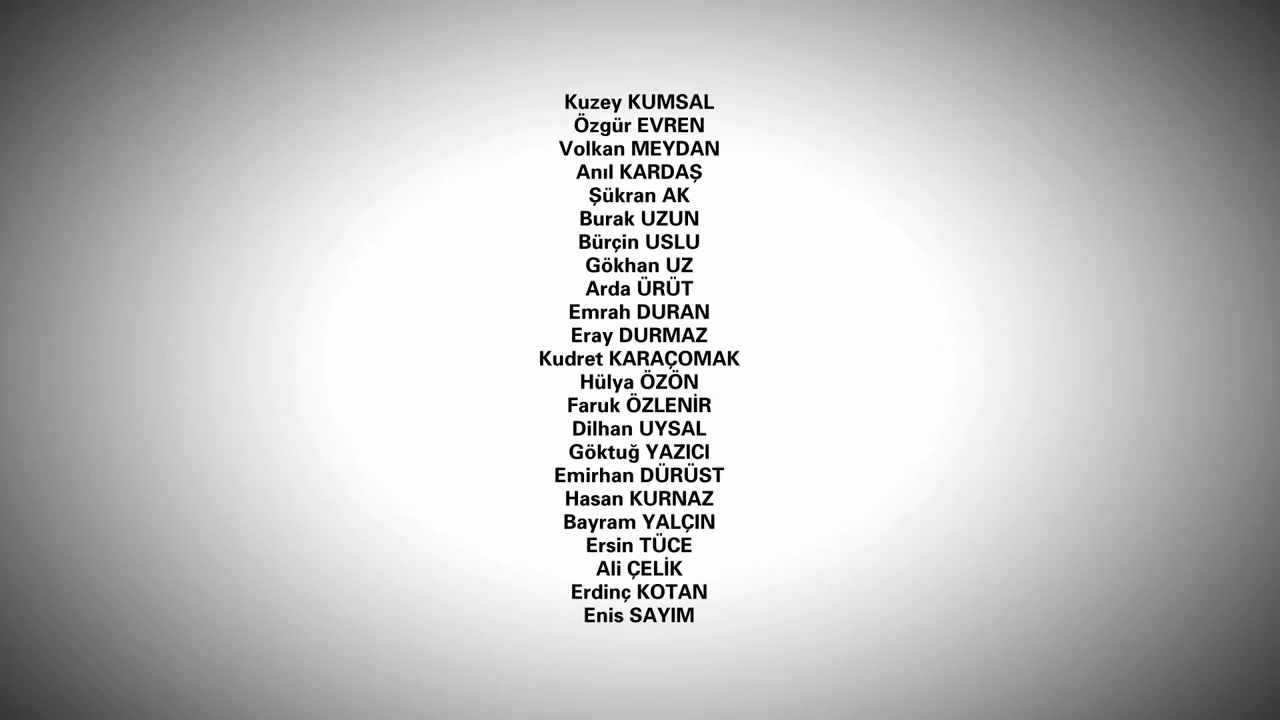 Kuzey KUMSAL
Özgür EVREN
Volkan MEYDAN
Anıl KARDAŞ
Şükran AK
Burak UZUN
Bürçin USLU
Gökhan UZ
Arda ÜRÜT
Emrah DURAN
Eray DURMAZ
Kudret KARAÇOMAK
Hülya ÖZÖN
Faruk ÖZLENİR
Dilhan UYSAL
Göktuğ YAZICI
Emirhan DÜRÜST
Hasan KURNAZ
Bayram YALÇIN
Ersin TÜCE
Ali ÇELİK
Erdinç KOTAN
Enis SAYIM